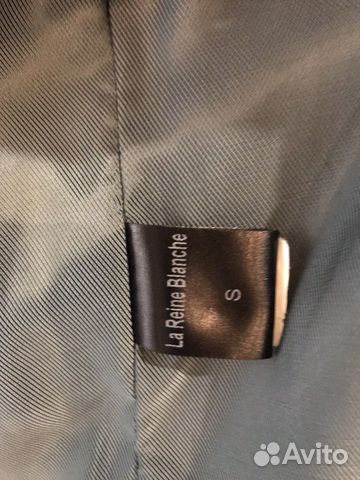 La Reine Blanche
S
Avito